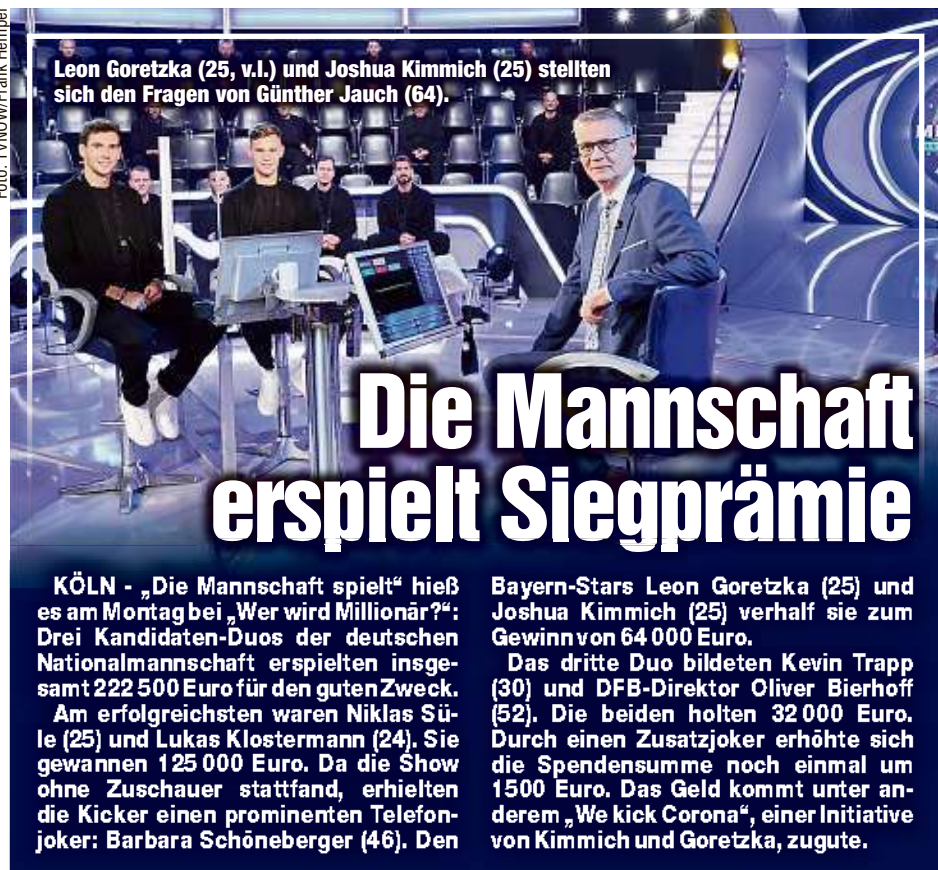 Foto: TVNOW/Frank Hempel
Leon Goretzka (25, v.l.) und Joshua Kimmich (25) stellten
sich den Fragen von Günther Jauch (64).
Die Mannschaft
erspielt Siegprämie
KÖLN - „Die Mannschaft spielt“ hieß
es am Montag bei „Wer wird Millionär?“:
Drei Kandidaten-Duos der deutschen
Nationalmannschaft erspielten insge-
samt 222 500 Euro für den guten Zweck.
Am erfolgreichsten waren Niklas Sü-
le (25) und Lukas Klostermann (24). Sie
gewannen 125 000 Euro. Da die Show
ohne Zuschauer stattfand, erhielten
die Kicker einen prominenten Telefon-
joker: Barbara Schöneberger (46). Den
Bayern-Stars Leon Goretzka (25) und
Joshua Kimmich (25) verhalf sie zum
Gewinn von 64 000 Euro.
Das dritte Duo bildeten Kevin Trapp
(30) und DFB-Direktor Oliver Bierhoff
(52). Die beiden holten 32 000 Euro.
Durch einen Zusatzjoker erhöhte sich
die Spendensumme noch einmal um
1500 Euro. Das Geld kommt unter an-
derem „We kick Corona“, einer Initiative
von Kimmich und Goretzka, zugute.